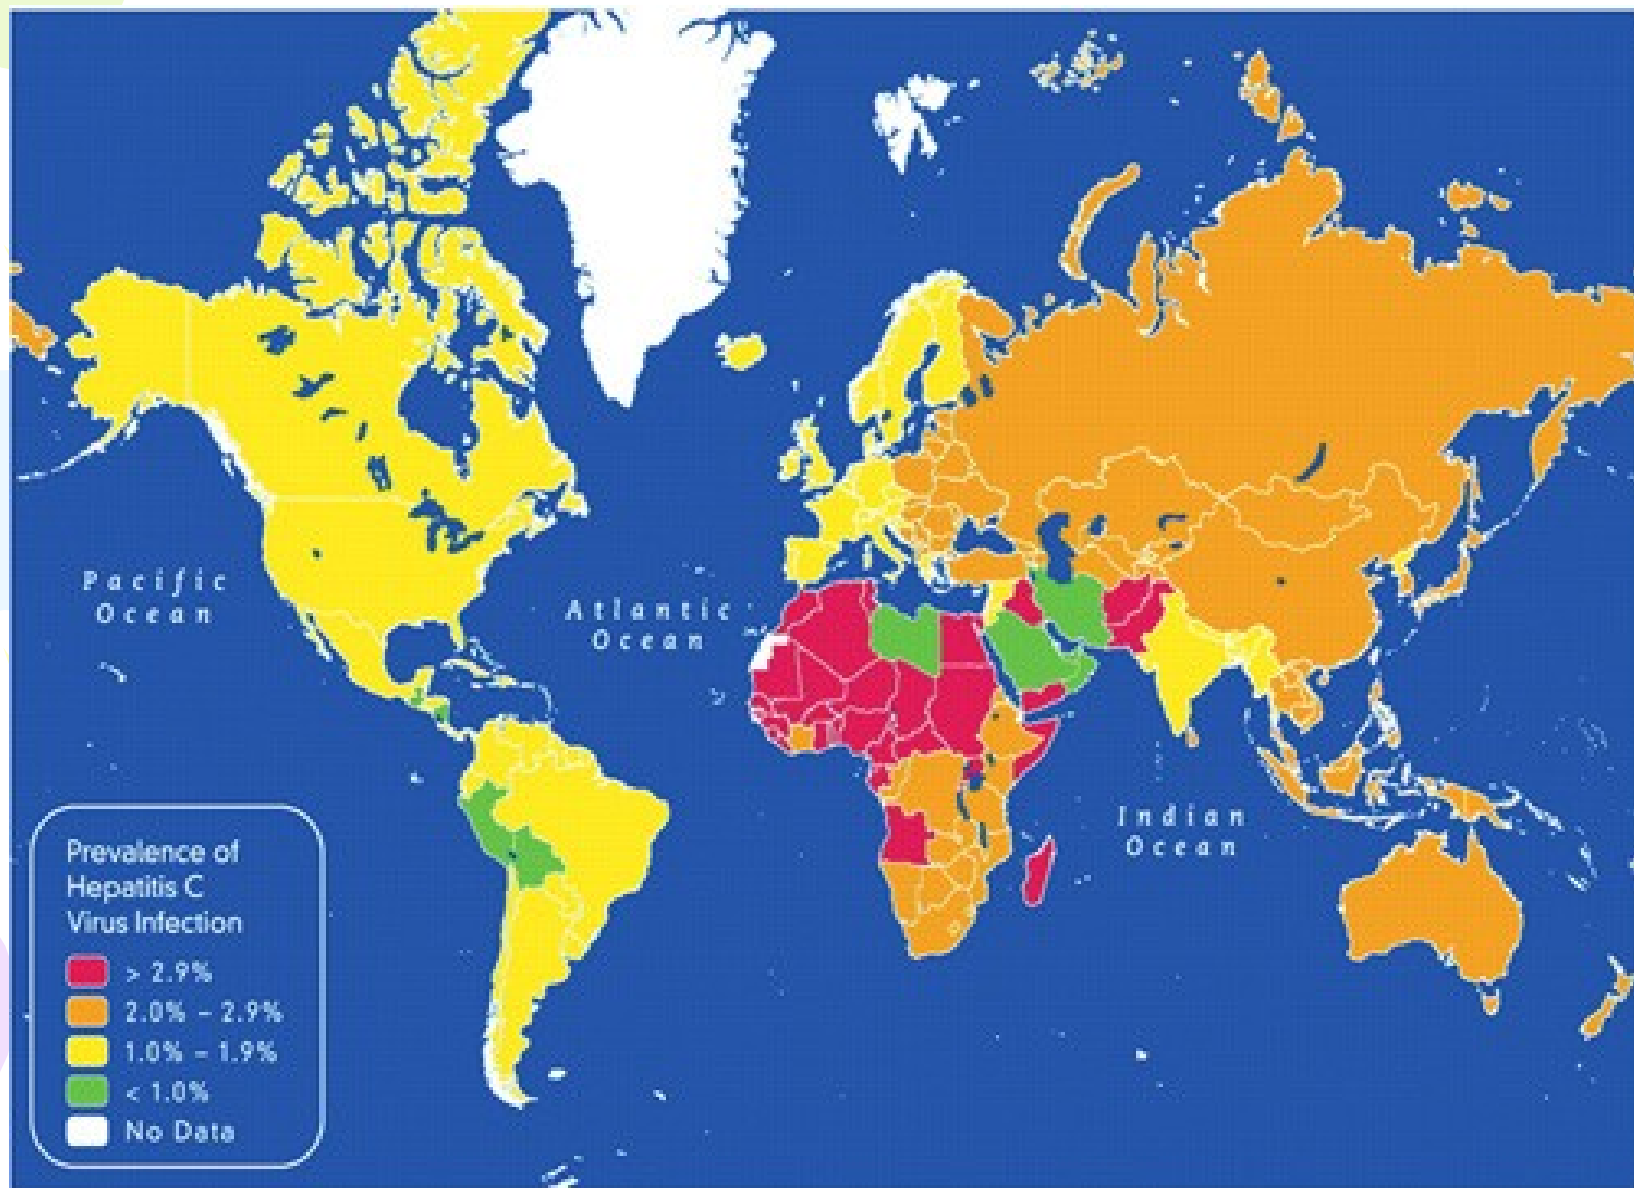 Pacific
Ocean
Atlantic
Ocean
Indian
Ocean
Prevalence of
Hepatitis C
Virus Infection
> 2.9%
2.0% – 2.9%
1.0% – 1.9%
< 1.0%
No Data